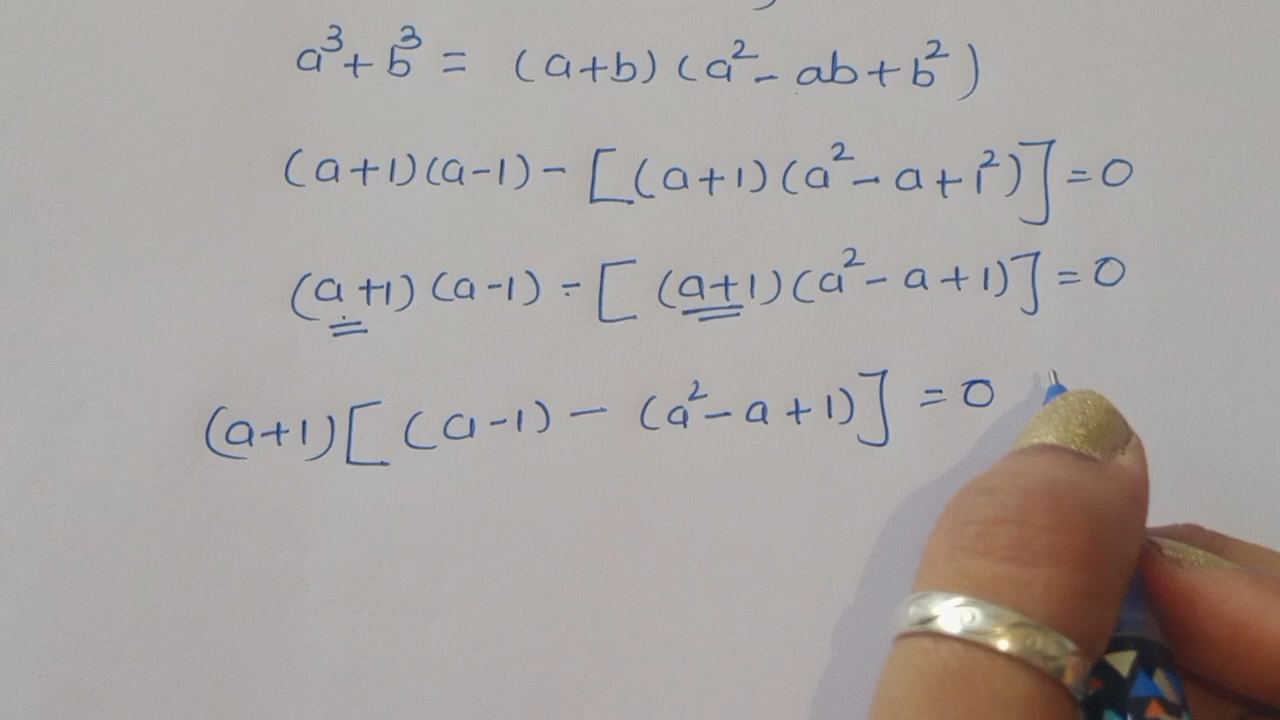 a³+b³ = (a+b)(a²-ab+b²)
(a+1)(a-1)-[(a+1)(a²-a+1²)]=0
(a+1)(a-1)-[(a+1)(a²-a+1)]=0
(a+1)[(a-1)-(a²-a+1)]=0